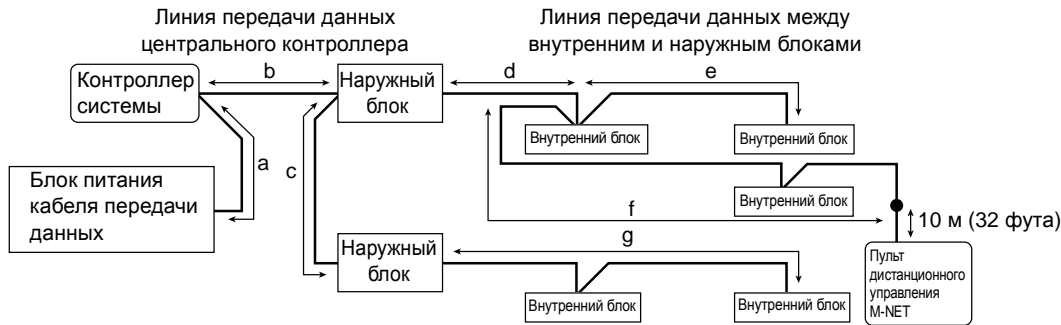 Линия передачи данных
центрального контроллера
Линия передачи данных между
внутренним и наружным блоками
Контроллер
системы
b
Наружный
блок
d
e
Внутренний блок
Внутренний блок
a
c
Блок питания
кабеля передачи
данных
Внутренний блок
f
10 м (32 фута)
Наружный
блок
g
Внутренний блок
Внутренний блок
Пульт
дистанционного
управления
M-NET